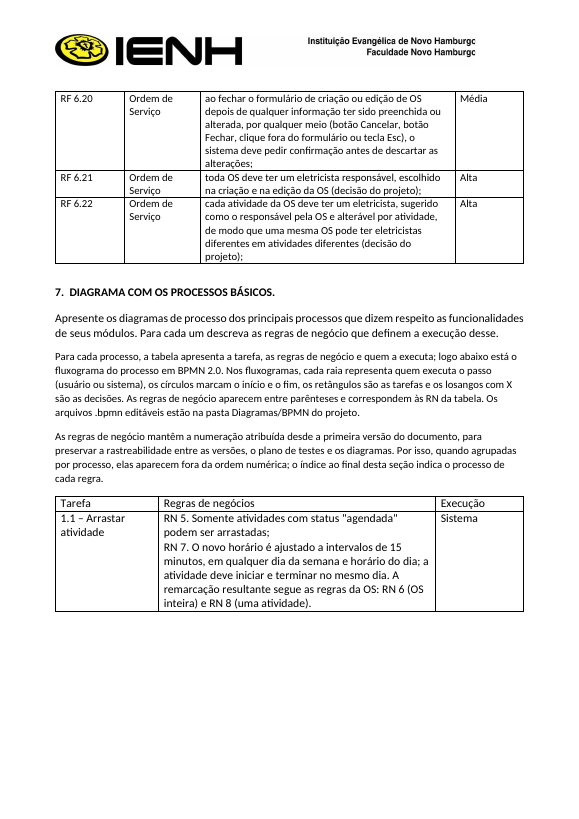 IENH
Instituição Evangélica de Novo Hamburgo
Faculdade Novo Hamburgo
RF 6.20
Ordem de
Serviço
ao fechar o formulário de criação ou edição de OS
depois de qualquer informação ter sido preenchida ou
alterada, por qualquer meio (botão Cancelar, botão
Fechar, clique fora do formulário ou tecla Esc), o
sistema deve pedir confirmação antes de descartar as
alterações;
Média
RF 6.21
Ordem de
Serviço
toda OS deve ter um eletricista responsável, escolhido
na criação e na edição da OS (decisão do projeto);
Alta
RF 6.22
Ordem de
Serviço
cada atividade da OS deve ter um eletricista, sugerido
como o responsável pela OS e alterável por atividade,
de modo que uma mesma OS pode ter eletricistas
diferentes em atividades diferentes (decisão do
projeto);
Alta
7. DIAGRAMA COM OS PROCESSOS BÁSICOS.
Apresente os diagramas de processo dos principais processos que dizem respeito as funcionalidades
de seus módulos. Para cada um descreva as regras de negócio que definem a execução desse.
Para cada processo, a tabela apresenta a tarefa, as regras de negócio e quem a executa; logo abaixo está o
fluxograma do processo em BPMN 2.0. Nos fluxogramas, cada raia representa quem executa o passo
(usuário ou sistema), os círculos marcam o início e o fim, os retângulos são as tarefas e os losangos com X
são as decisões. As regras de negócio aparecem entre parênteses e correspondem às RN da tabela. Os
arquivos .bpmn editáveis estão na pasta Diagramas/BPMN do projeto.
As regras de negócio mantêm a numeração atribuída desde a primeira versão do documento, para
preservar a rastreabilidade entre as versões, o plano de testes e os diagramas. Por isso, quando agrupadas
por processo, elas aparecem fora da ordem numérica; o índice ao final desta seção indica o processo de
cada regra.
Tarefa
Regras de negócios
Execução
1.1 – Arrastar
atividade
RN 5. Somente atividades com status "agendada"
podem ser arrastadas;
RN 7. O novo horário é ajustado a intervalos de 15
minutos, em qualquer dia da semana e horário do dia; a
atividade deve iniciar e terminar no mesmo dia. A
remarcação resultante segue as regras da OS: RN 6 (OS
inteira) e RN 8 (uma atividade).
Sistema